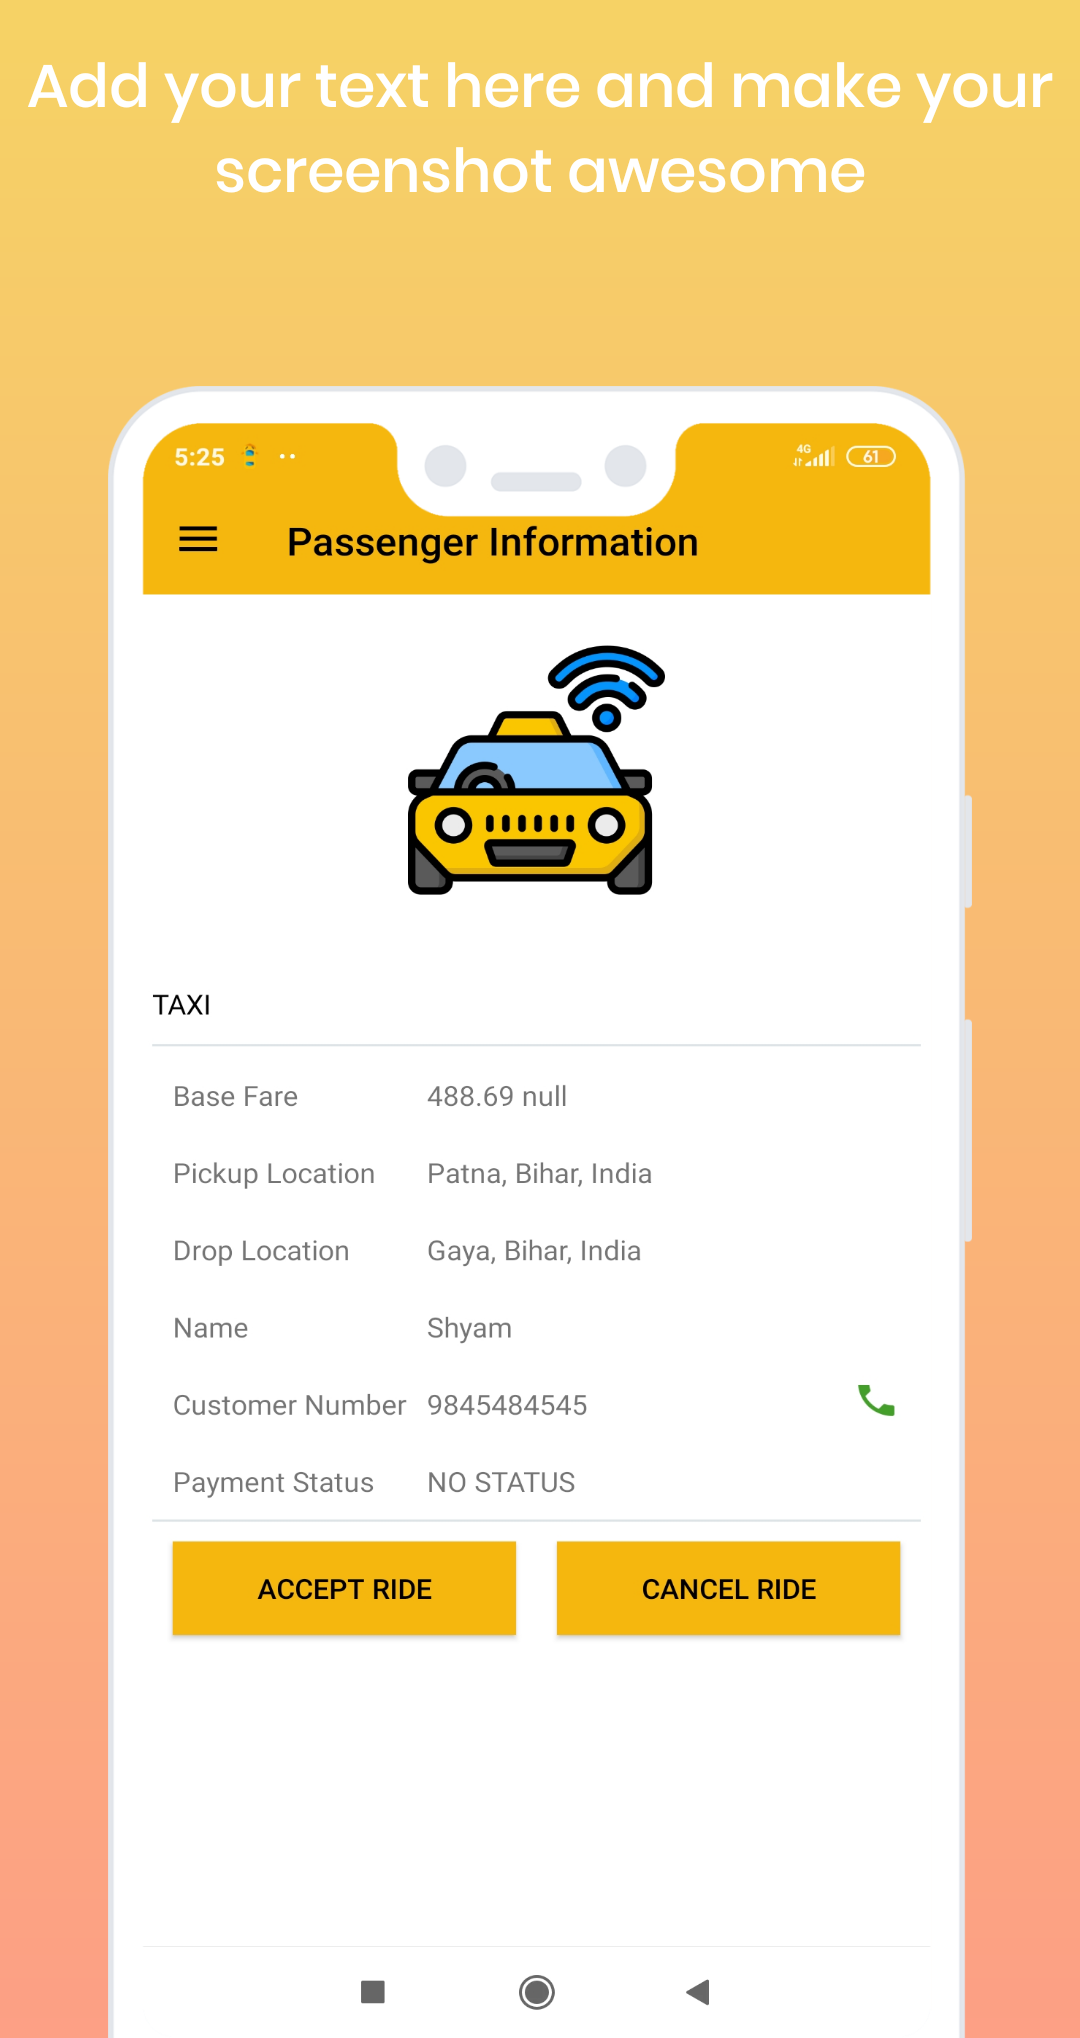 Add your text here and make your
screenshot awesome
5:25
4G
61
Passenger Information
TAXI
Base Fare 488.69 null
Pickup Location Patna, Bihar, India
Drop Location Gaya, Bihar, India
Name Shyam
Customer Number 9845484545
Payment Status NO STATUS
ACCEPT RIDE CANCEL RIDE